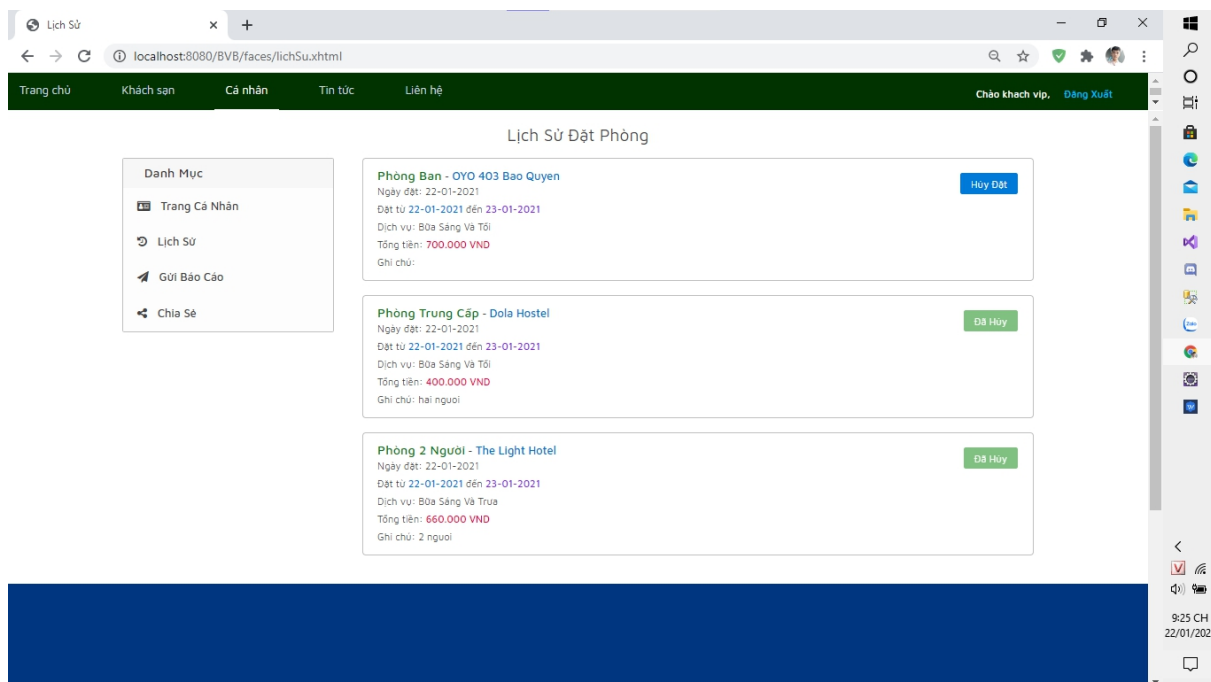 Lịch Sử
localhost:8080/BVB/faces/lichSu.xhtml
Trang chủ Khách sạn Cá nhân Tin tức Liên hệ Chào khach vip, Đăng Xuất
Lịch Sử Đặt Phòng
Danh Mục
Trang Cá Nhân
Lịch Sử
Gửi Báo Cáo
Chia Sẻ
Phòng Ban - OYO 403 Bao Quyen
Hủy Đặt
Ngày đặt: 22-01-2021
Đặt từ 22-01-2021 đến 23-01-2021
Dịch vụ: Bữa Sáng Và Tối
Tổng tiền: 700.000 VND
Ghi chú:
Phòng Trung Cấp - Dola Hostel
Đã Hủy
Ngày đặt: 22-01-2021
Đặt từ 22-01-2021 đến 23-01-2021
Dịch vụ: Bữa Sáng Và Tối
Tổng tiền: 400.000 VND
Ghi chú: hai nguoi
Phòng 2 Người - The Light Hotel
Đã Hủy
Ngày đặt: 22-01-2021
Đặt từ 22-01-2021 đến 23-01-2021
Dịch vụ: Bữa Sáng Và Trưa
Tổng tiền: 660.000 VND
Ghi chú: 2 nguoi
Zalo
V
9:25 CH
22/01/202